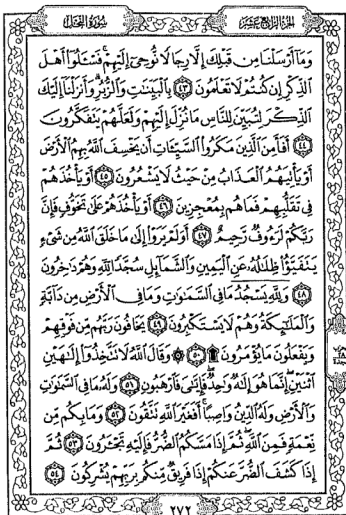 الجزء الرابع عشر
سورة النحل
وَمَآ أَرْسَلْنَا مِن قَبْلِكَ إِلَّا رِجَالًا نُّوحِىٓ إِلَيْهِمْ ۚ فَسْـَٔلُوٓا۟ أَهْلَ
ٱلذِّكْرِ إِن كُنتُمْ لَا تَعْلَمُونَ ٤٣ بِٱلْبَيِّنَـٰتِ وَٱلزُّبُرِ ۗ وَأَنزَلْنَآ إِلَيْكَ
ٱلذِّكْرَ لِتُبَيِّنَ لِلنَّاسِ مَا نُزِّلَ إِلَيْهِمْ وَلَعَلَّهُمْ يَتَفَكَّرُونَ
٤٤ أَفَأَمِنَ ٱلَّذِينَ مَكَرُوا۟ ٱلسَّيِّـَٔاتِ أَن يَخْسِفَ ٱللَّهُ بِهِمُ ٱلْأَرْضَ
أَوْ يَأْتِيَهُمُ ٱلْعَذَابُ مِنْ حَيْثُ لَا يَشْعُرُونَ ٤٥ أَوْ يَأْخُذَهُمْ
فِى تَقَلُّبِهِمْ فَمَا هُم بِمُعْجِزِينَ ٤٦ أَوْ يَأْخُذَهُمْ عَلَىٰ تَخَوُّفٍ فَإِنَّ
رَبَّكُمْ لَرَءُوفٌ رَّحِيمٌ ٤٧ أَوَلَمْ يَرَوْا۟ إِلَىٰ مَا خَلَقَ ٱللَّهُ مِن شَىْءٍ
يَتَفَيَّؤُا۟ ظِلَـٰلُهُۥ عَنِ ٱلْيَمِينِ وَٱلشَّمَآئِلِ سُجَّدًا لِّلَّهِ وَهُمْ دَٰخِرُونَ
٤٨ وَلِلَّهِ يَسْجُدُ مَا فِى ٱلسَّمَـٰوَٰتِ وَمَا فِى ٱلْأَرْضِ مِن دَآبَّةٍ
وَٱلْمَلَـٰٓئِكَةُ وَهُمْ لَا يَسْتَكْبِرُونَ ٤٩ يَخَافُونَ رَبَّهُم مِّن فَوْقِهِمْ
وَيَفْعَلُونَ مَا يُؤْمَرُونَ ۩ ٥٠ ۞ وَقَالَ ٱللَّهُ لَا تَتَّخِذُوٓا۟ إِلَـٰهَيْنِ
ٱثْنَيْنِ ۖ إِنَّمَا هُوَ إِلَـٰهٌ وَٰحِدٌ ۖ فَإِيَّـٰىَ فَٱرْهَبُونِ ٥١ وَلَهُۥ مَا فِى ٱلسَّمَـٰوَٰتِ
وَٱلْأَرْضِ وَلَهُ ٱلدِّينُ وَاصِبًا ۚ أَفَغَيْرَ ٱللَّهِ تَتَّقُونَ ٥٢ وَمَا بِكُم مِّن
نِّعْمَةٍ فَمِنَ ٱللَّهِ ۖ ثُمَّ إِذَا مَسَّكُمُ ٱلضُّرُّ فَإِلَيْهِ تَجْـَٔرُونَ ٥٣ ثُمَّ
إِذَا كَشَفَ ٱلضُّرَّ عَنكُمْ إِذَا فَرِيقٌ مِّنكُم بِرَبِّهِمْ يُشْرِكُونَ ٥٤
٢٧٢